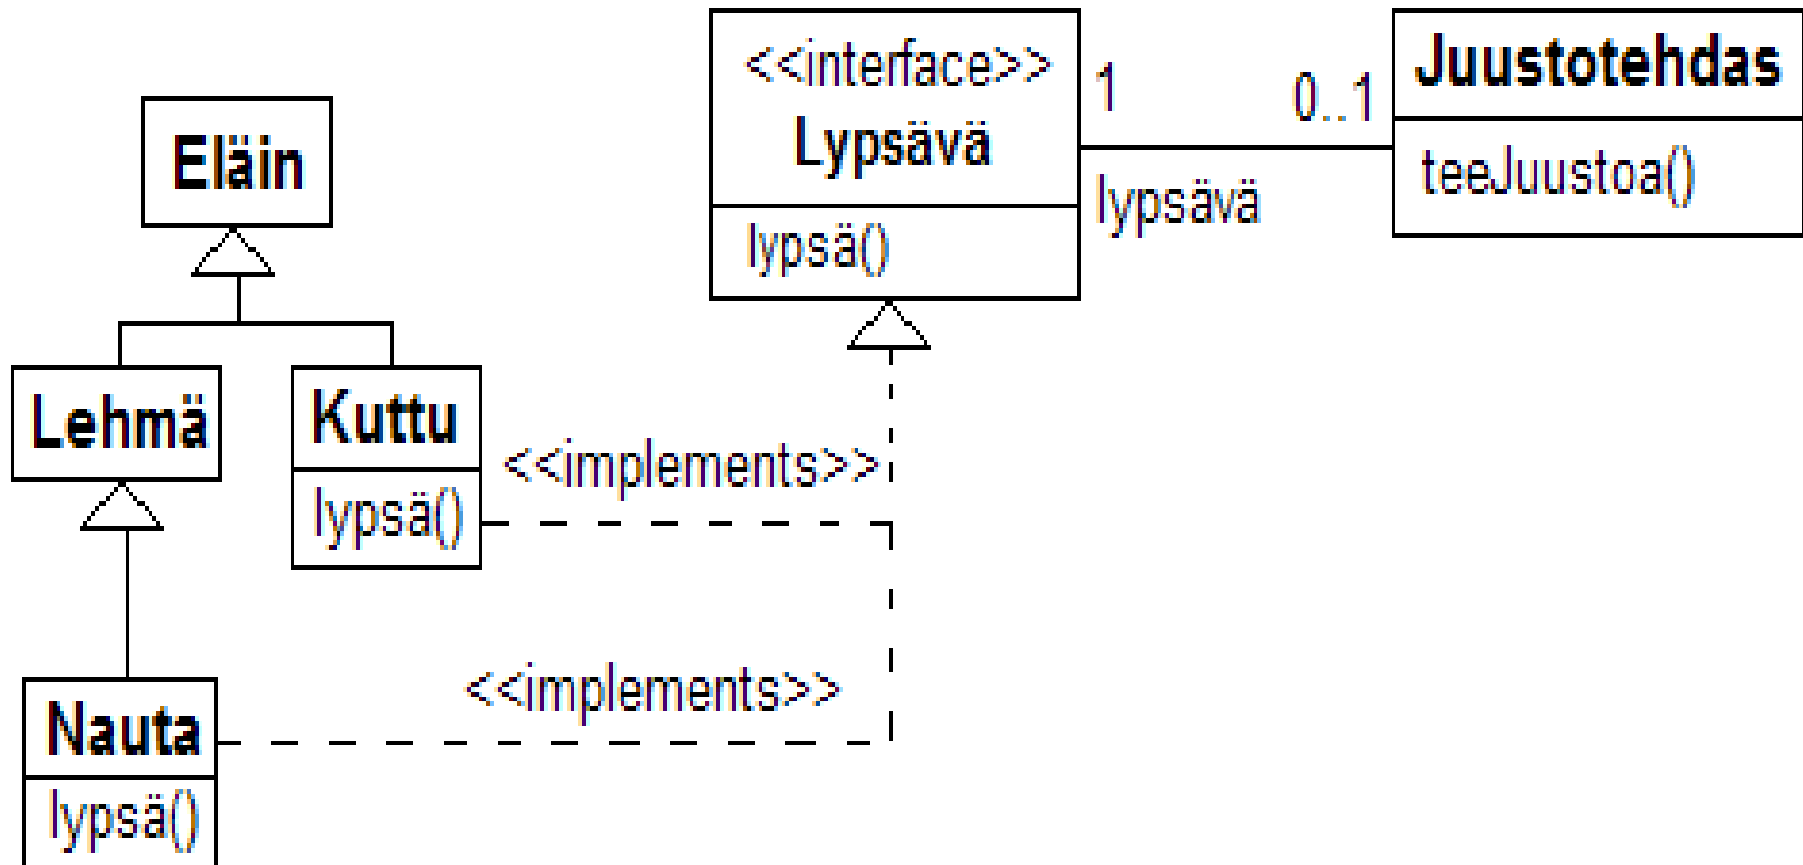 Eläin
Lehmä
Kuttu
lypsä()
Nauta
lypsä()
<<implements>>
<<implements>>
<<interface>>
Lypsävä
lypsä()
1
0..1
lypsävä
Juustotehdas
teeJuustoa()